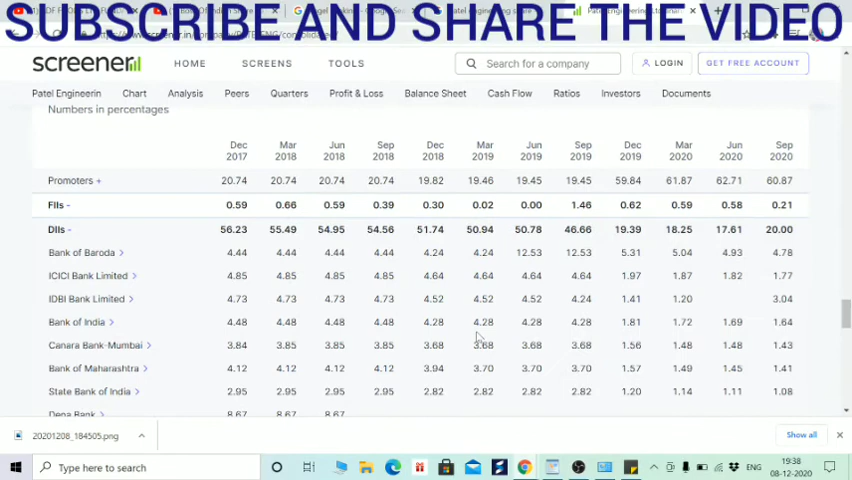 SUBSCRIBE AND SHARE THE VIDEO
screener
HOME SCREENS TOOLS Search for a company LOGIN GET FREE ACCOUNT
Patel Engineerin Chart Analysis Peers Quarters Profit & Loss Balance Sheet Cash Flow Ratios Investors Documents
Numbers in percentages
Dec 2017 Mar 2018 Jun 2018 Sep 2018 Dec 2018 Mar 2019 Jun 2019 Sep 2019 Dec 2019 Mar 2020 Jun 2020 Sep 2020
Promoters + 20.74 20.74 20.74 20.74 19.82 19.46 19.45 19.45 59.84 61.87 62.71 60.87
FIIs - 0.59 0.66 0.59 0.39 0.30 0.02 0.00 1.46 0.62 0.59 0.58 0.21
DIIs - 56.23 55.49 54.95 54.56 51.74 50.94 50.78 46.66 19.39 18.25 17.61 20.00
Bank of Baroda 4.44 4.44 4.44 4.44 4.24 4.24 12.53 12.53 5.31 5.04 4.93 4.78
ICICI Bank Limited 4.85 4.85 4.85 4.85 4.64 4.64 4.64 4.64 1.97 1.87 1.82 1.77
IDBI Bank Limited 4.73 4.73 4.73 4.73 4.52 4.52 4.52 4.24 1.41 1.20 3.04
Bank of India 4.48 4.48 4.48 4.48 4.28 4.28 4.28 4.28 1.81 1.72 1.69 1.64
Canara Bank-Mumbai 3.84 3.85 3.85 3.85 3.68 3.68 3.68 3.68 1.56 1.48 1.48 1.43
Bank of Maharashtra 4.12 4.12 4.12 4.12 3.94 3.70 3.70 3.70 1.57 1.49 1.45 1.41
State Bank of India 2.95 2.95 2.95 2.95 2.82 2.82 2.82 2.82 1.20 1.14 1.11 1.08
Dena Bank 8.67 8.67 8.67
20201208_184505.png Show all
Type here to search ENG 19:38
08-12-2020